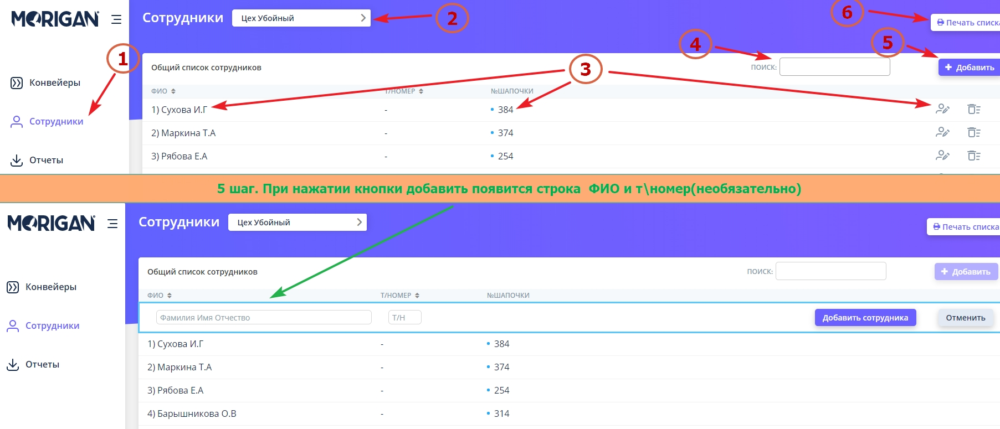 MORIGAN
Сотрудники
Цех Убойный
2
6
Печать списка
1
4
5
3
Общий список сотрудников
ПОИСК:
Добавить
Конвейеры
ФИО Т/НОМЕР №ШАПОЧКИ
1) Сухова И.Г - 384
Сотрудники
2) Маркина Т.А - 374
3) Рябова Е.А - 254
Отчеты
5 шаг. При нажатии кнопки добавить появится строка ФИО и т\номер(необязательно)
MORIGAN
Сотрудники
Цех Убойный
Печать списка
Общий список сотрудников
ПОИСК:
Добавить
Конвейеры
ФИО Т/НОМЕР №ШАПОЧКИ
Фамилия Имя Отчество
Т/Н
Добавить сотрудника
Отменить
Сотрудники
1) Сухова И.Г - 384
Отчеты
2) Маркина Т.А - 374
3) Рябова Е.А - 254
4) Барышникова О.В - 314